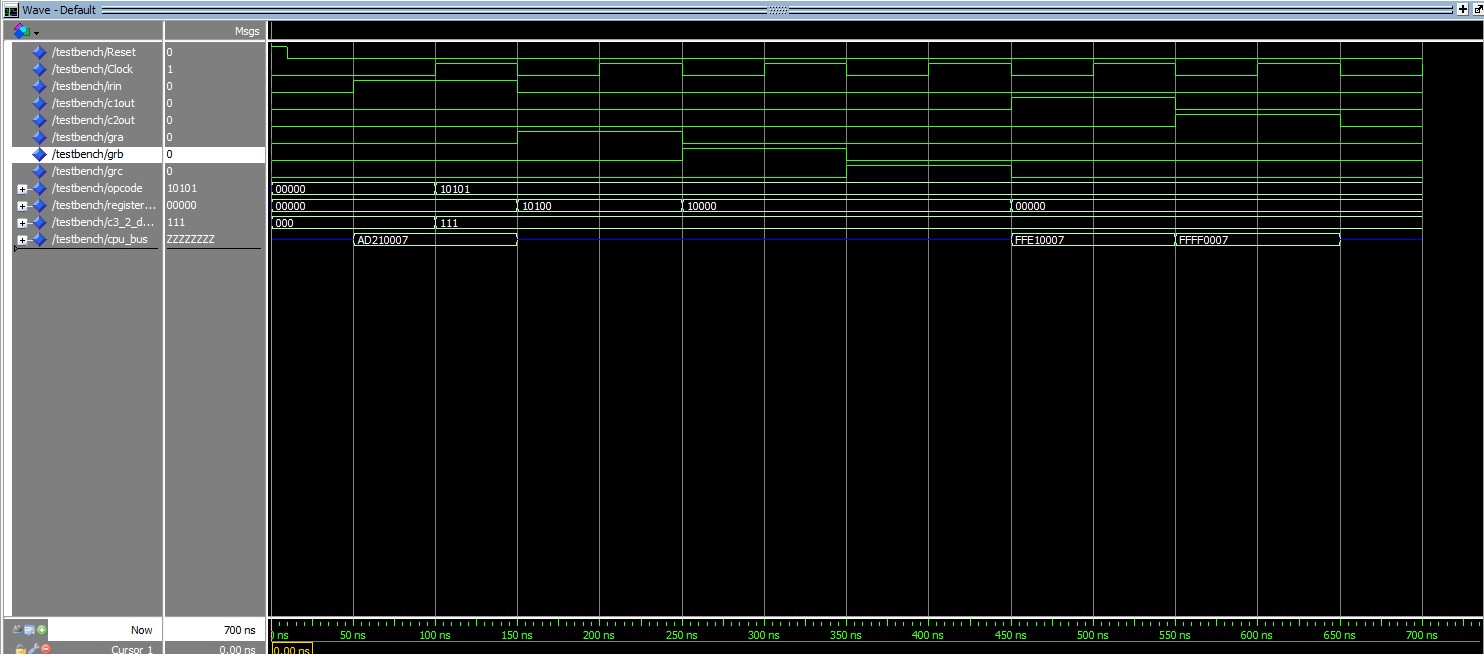 Wave - Default
Msgs
/testbench/Reset 0
/testbench/Clock 1
/testbench/irin 0
/testbench/c1out 0
/testbench/c2out 0
/testbench/gra 0
/testbench/grb 0
/testbench/grc 0
/testbench/opcode 10101 00000 10101
/testbench/register... 00000 00000 10100 10000 00000
/testbench/c3_2_d... 111 000 111
/testbench/cpu_bus ZZZZZZZZ AD210007 FFE10007 FFFF0007
Now 700 ns ns 50 ns 100 ns 150 ns 200 ns 250 ns 300 ns 350 ns 400 ns 450 ns 500 ns 550 ns 600 ns 650 ns 700 ns
Cursor 1 0.00 ns 0.00 ns